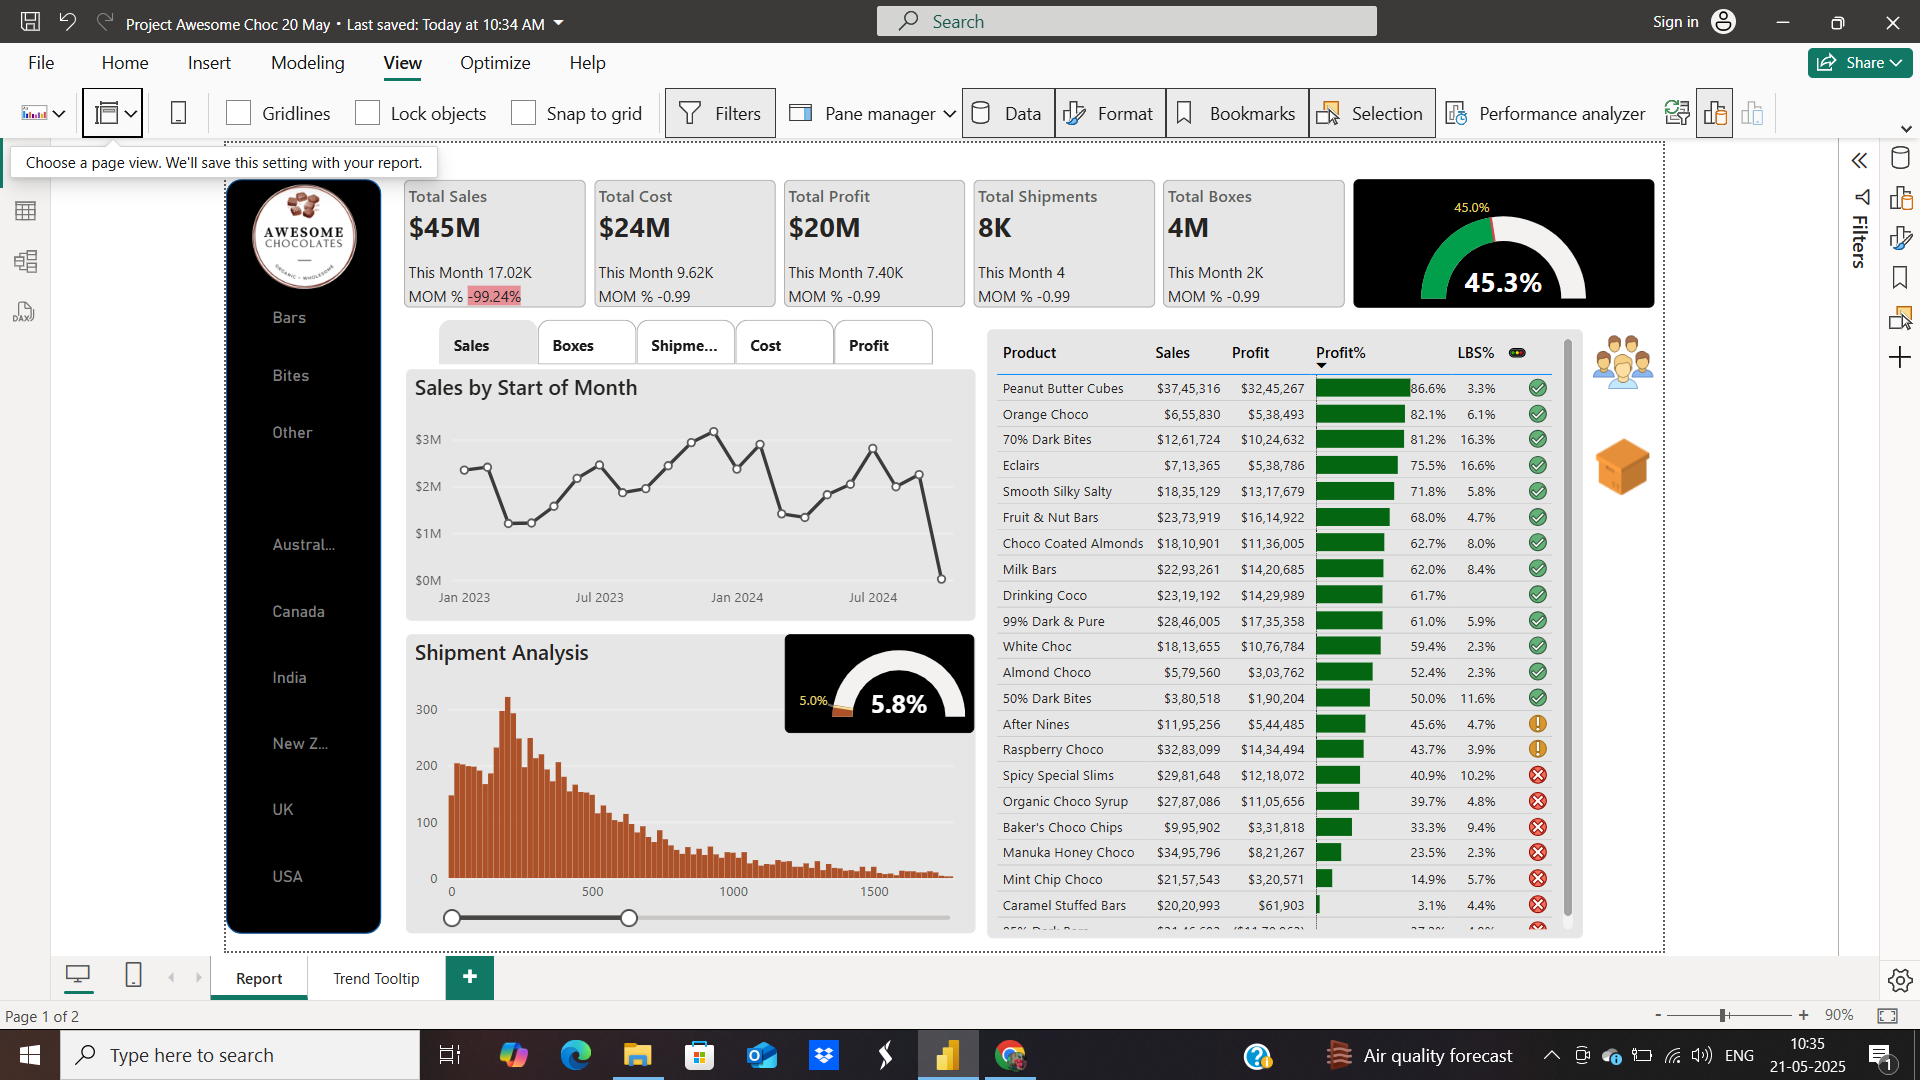 Project Awesome Choc 20 May • Last saved: Today at 10:34 AM
Search
Sign in
File Home Insert Modeling View Optimize Help
Share
Gridlines Lock objects Snap to grid Filters Pane manager Data Format Bookmarks Selection Performance analyzer
Choose a page view. We'll save this setting with your report.
DAX
AWESOME
CHOCOLATES
ORGANIC • WHOLESOME
Bars
Bites
Other
Austral...
Canada
India
New Z...
UK
USA
Total Sales
$45M
This Month 17.02K
MOM % -99.24%
Total Cost
$24M
This Month 9.62K
MOM % -0.99
Total Profit
$20M
This Month 7.40K
MOM % -0.99
Total Shipments
8K
This Month 4
MOM % -0.99
Total Boxes
4M
This Month 2K
MOM % -0.99
45.0%
45.3%
Sales Boxes Shipme... Cost Profit
Sales by Start of Month
$3M
$2M
$1M
$0M
Jan 2023 Jul 2023 Jan 2024 Jul 2024
Shipment Analysis
5.0%
5.8%
300
200
100
0
0 500 1000 1500
Product Sales Profit Profit% LBS%
Peanut Butter Cubes $37,45,316 $32,45,267 86.6% 3.3%
Orange Choco $6,55,830 $5,38,493 82.1% 6.1%
70% Dark Bites $12,61,724 $10,24,632 81.2% 16.3%
Eclairs $7,13,365 $5,38,786 75.5% 16.6%
Smooth Silky Salty $18,35,129 $13,17,679 71.8% 5.8%
Fruit & Nut Bars $23,73,919 $16,14,922 68.0% 4.7%
Choco Coated Almonds $18,10,901 $11,36,005 62.7% 8.0%
Milk Bars $22,93,261 $14,20,685 62.0% 8.4%
Drinking Coco $23,19,192 $14,29,989 61.7%
99% Dark & Pure $28,46,005 $17,35,358 61.0% 5.9%
White Choc $18,13,655 $10,76,784 59.4% 2.3%
Almond Choco $5,79,560 $3,03,762 52.4% 2.3%
50% Dark Bites $3,80,518 $1,90,204 50.0% 11.6%
After Nines $11,95,256 $5,44,485 45.6% 4.7%
Raspberry Choco $32,83,099 $14,34,494 43.7% 3.9%
Spicy Special Slims $29,81,648 $12,18,072 40.9% 10.2%
Organic Choco Syrup $27,87,086 $11,05,656 39.7% 4.8%
Baker's Choco Chips $9,95,902 $3,31,818 33.3% 9.4%
Manuka Honey Choco $34,95,796 $8,21,267 23.5% 2.3%
Mint Chip Choco $21,57,543 $3,20,571 14.9% 5.7%
Caramel Stuffed Bars $20,20,993 $61,903 3.1% 4.4%
Filters
Report Trend Tooltip +
Page 1 of 2
- + 90%
Type here to search
Air quality forecast
ENG
10:35
21-05-2025
1